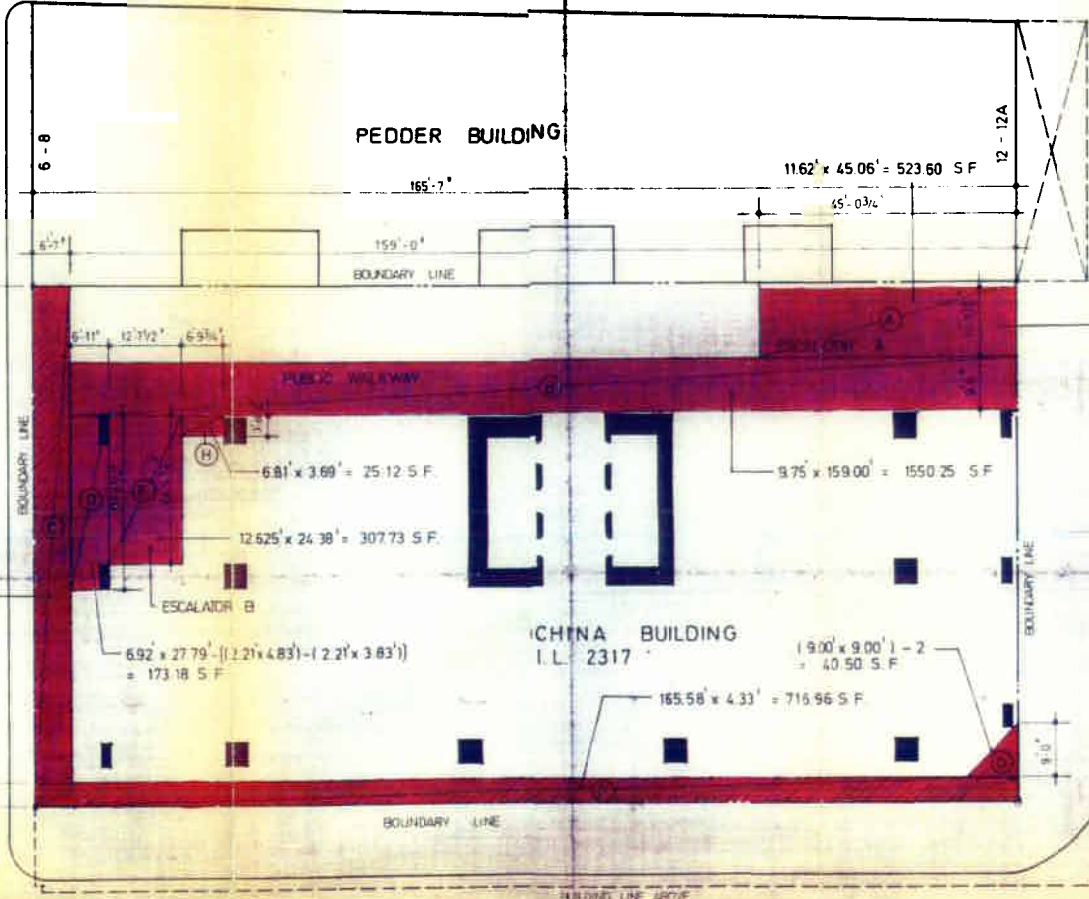 6-8
PEDDER BUILDING
12-12A
165'-7"
11.62' x 45.06' = 523.60 S F
45'-0 3/4"
6'-7"
159'-0"
BOUNDARY LINE
6'-11"
12'-7 1/2"
6'-9 3/4"
A
ESCALATOR A
PUBLIC WALKWAY
B
BOUNDARY LINE
H
6.81' x 3.69' = 25.12 S.F.
9.75' x 159.00' = 1550.25 S F
12.625' x 24.38' = 307.73 S F.
ESCALATOR B
CHINA BUILDING
I.L. 2317
BOUNDARY LINE
6.92' x 27.79'-[(2.21'x 4.83')-(2.21'x 3.83')]
= 173.18 S F
(9.00' x 9.00') - 2
= 40.50 S.F
165.58' x 4.33' = 716.96 S F.
9'-0"
BOUNDARY LINE
BUILDING LINE ABOVE